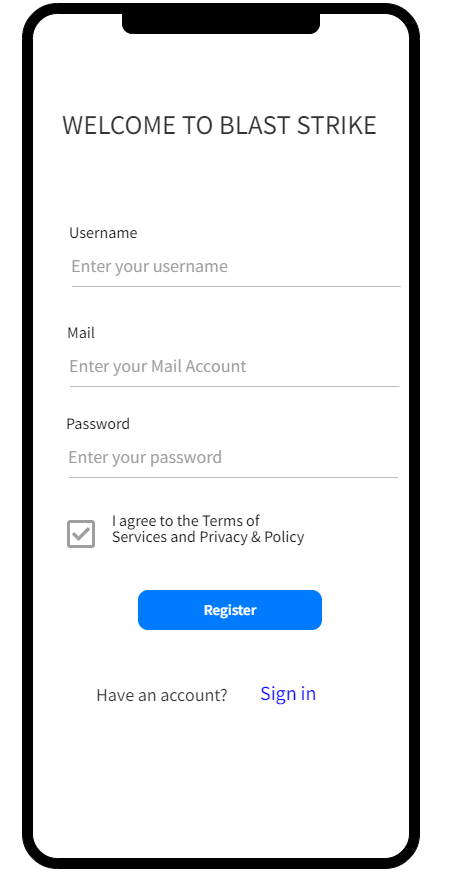 WELCOME TO BLAST STRIKE
Username
Enter your username
Mail
Enter your Mail Account
Password
Enter your password
I agree to the Terms of
Services and Privacy & Policy
Register
Have an account? Sign in